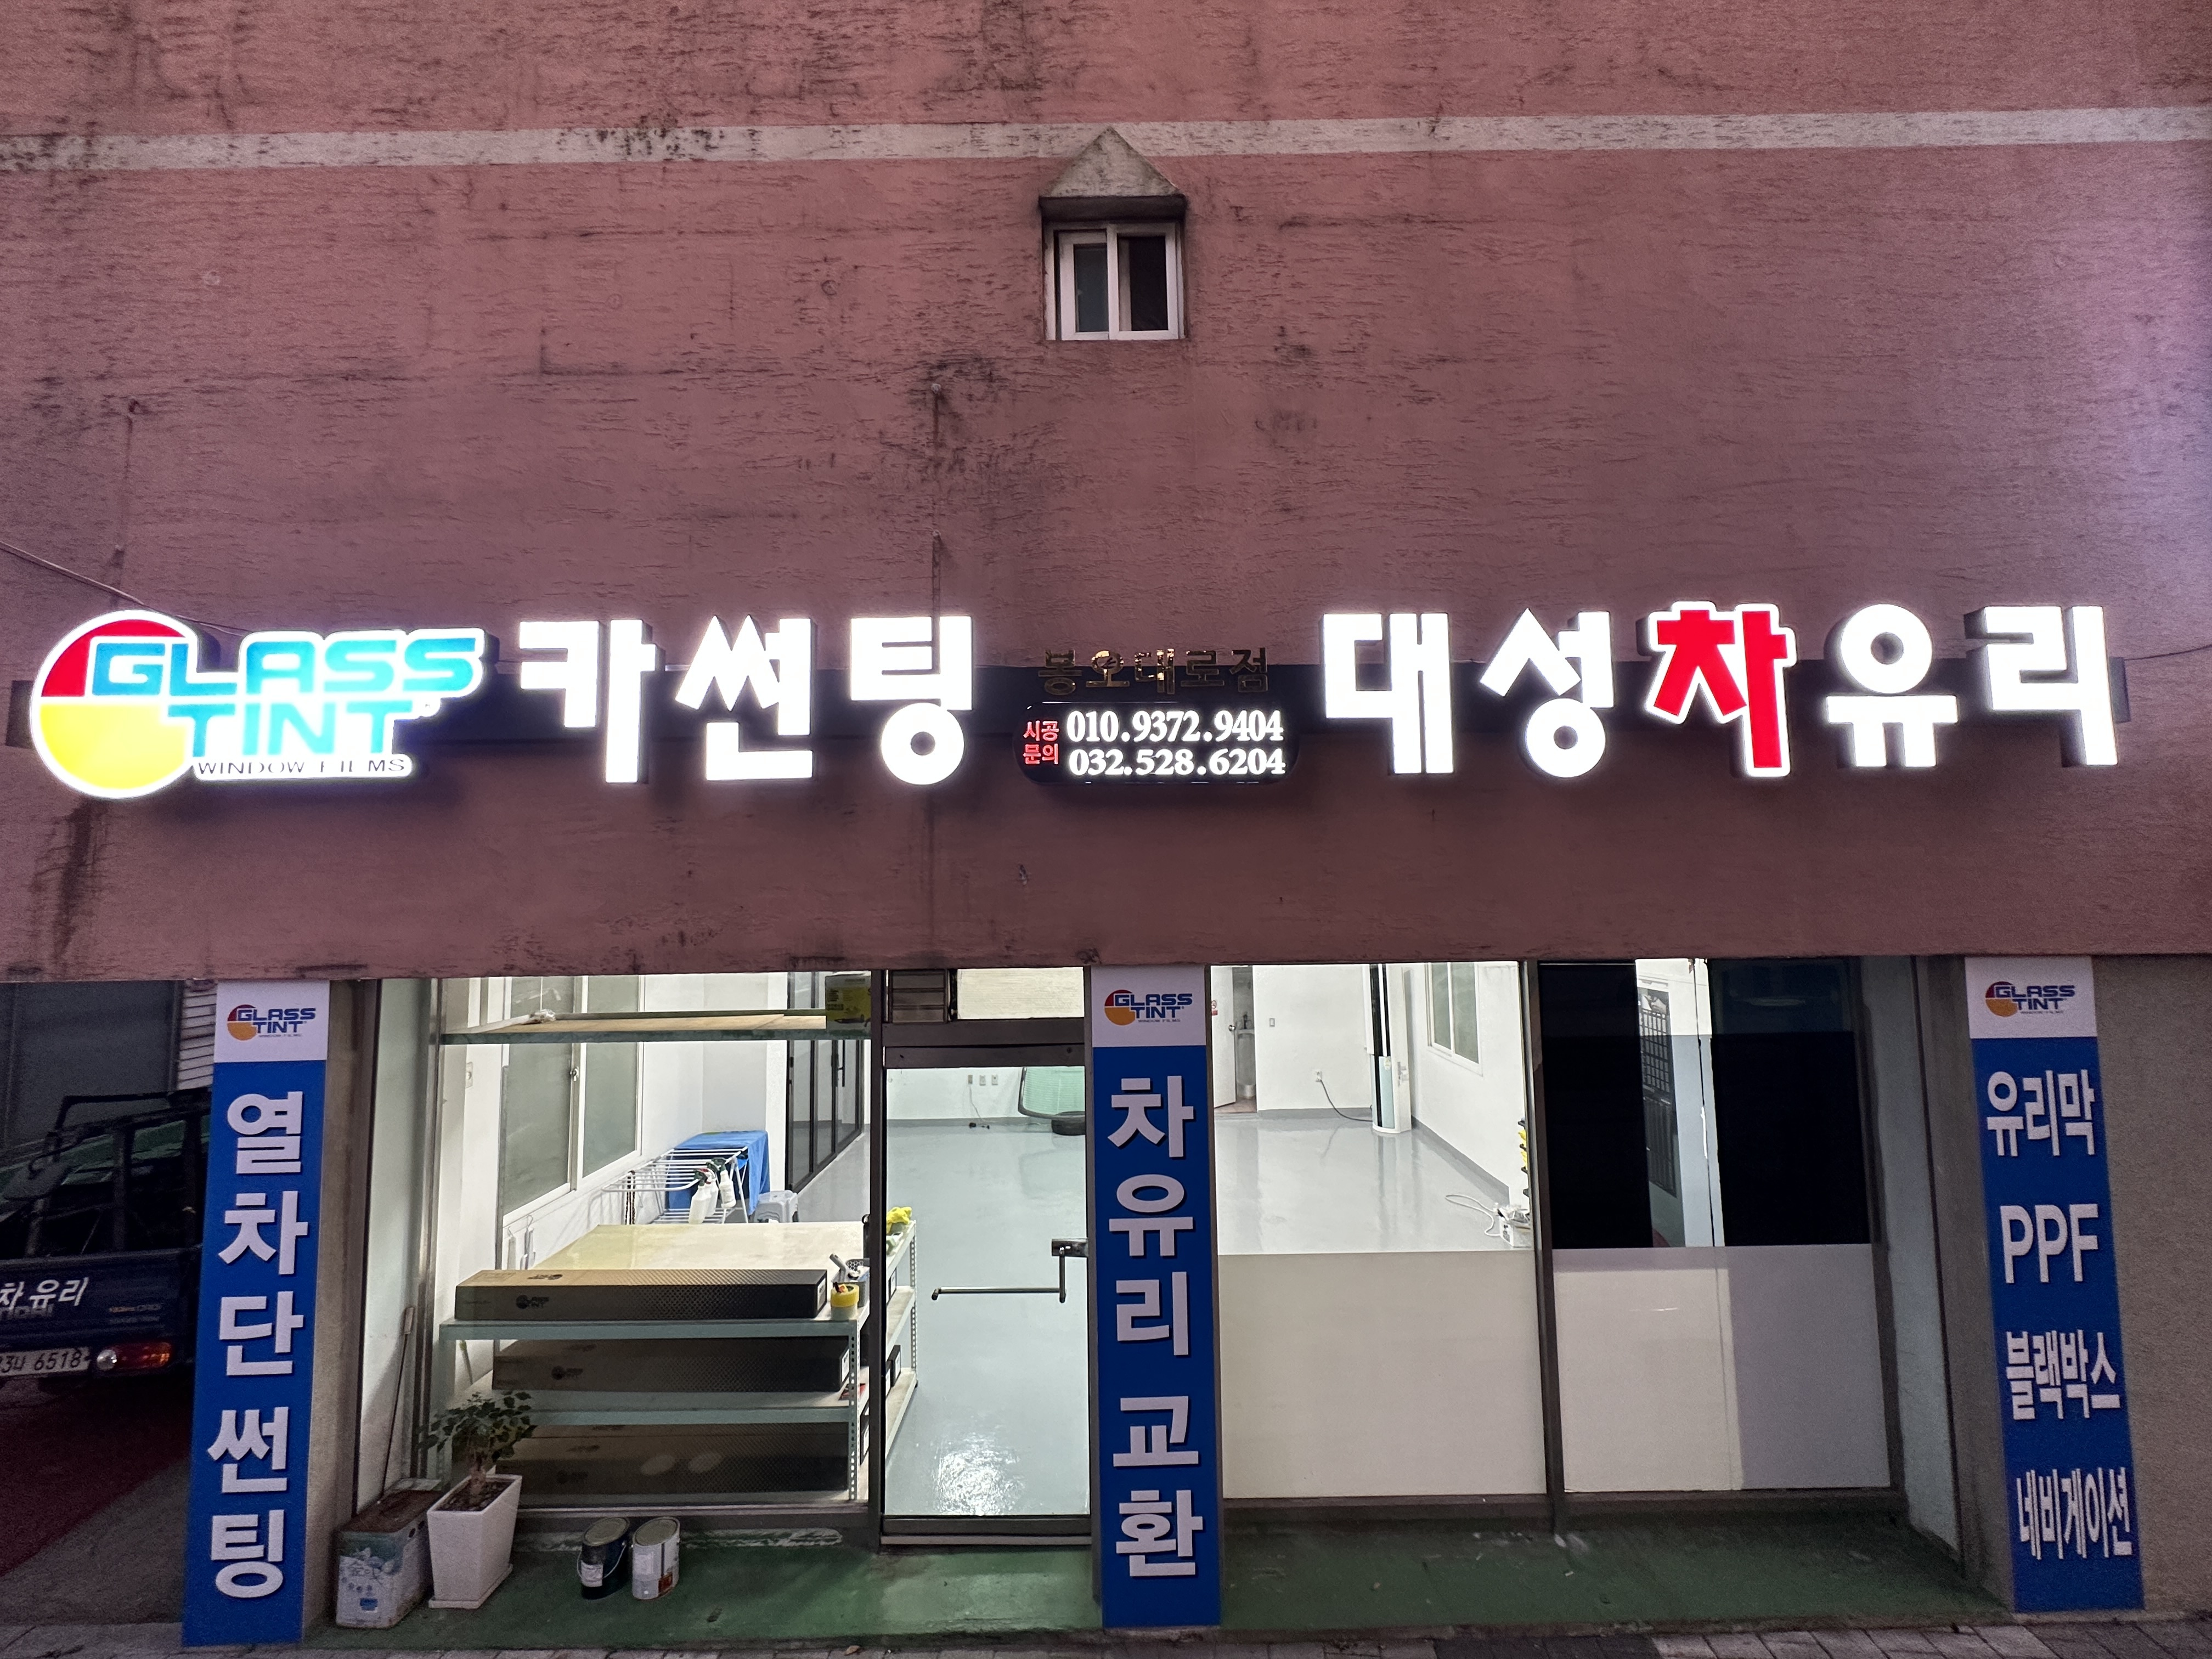 GLASS
TINT
WINDOW FILMS
카썬팅
봉오대로점
시공
문의
010.9372.9404
032.528.6204
대성차유리
GLASS
TINT
열차단 썬팅
GLASS
TINT
차유리 교환
GLASS
TINT
유리막
PPF
블랙박스
네비게이션
차유리
6518
GLASS
TINT